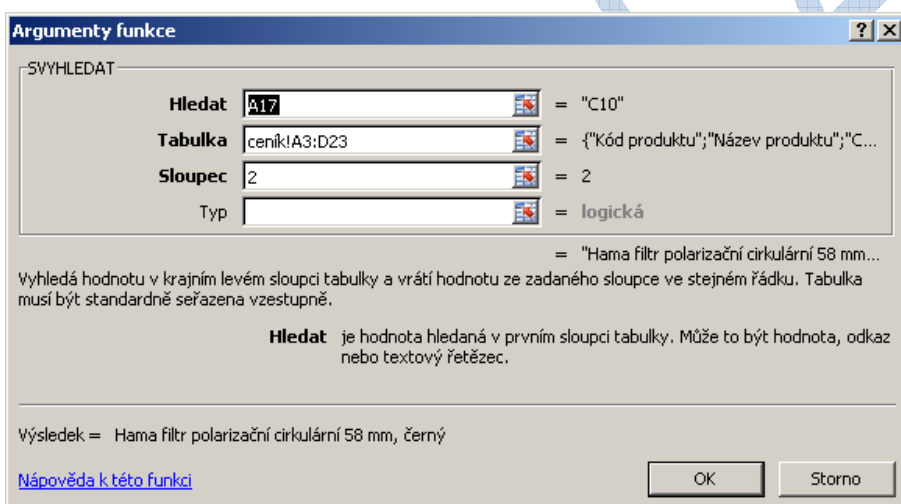 Argumenty funkce
SVYHLEDAT
Hledat A17 = "C10"
Tabulka ceník!A3:D23 = {"Kód produktu";"Název produktu";"C...
Sloupec 2 = 2
Typ = logická
= "Hama filtr polarizační cirkulární 58 mm...
Vyhledá hodnotu v krajním levém sloupci tabulky a vrátí hodnotu ze zadaného sloupce ve stejném řádku. Tabulka
musí být standardně seřazena vzestupně.
Hledat je hodnota hledaná v prvním sloupci tabulky. Může to být hodnota, odkaz
nebo textový řetězec.
Výsledek = Hama filtr polarizační cirkulární 58 mm, černý
Nápověda k této funkci OK Storno